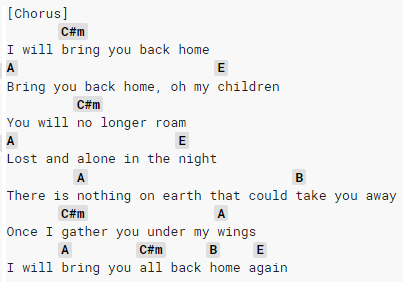 [Chorus]
C#m
I will bring you back home
A E
Bring you back home, oh my children
C#m
You will no longer roam
A E
Lost and alone in the night
A B
There is nothing on earth that could take you away
C#m A
Once I gather you under my wings
A C#m B E
I will bring you all back home again